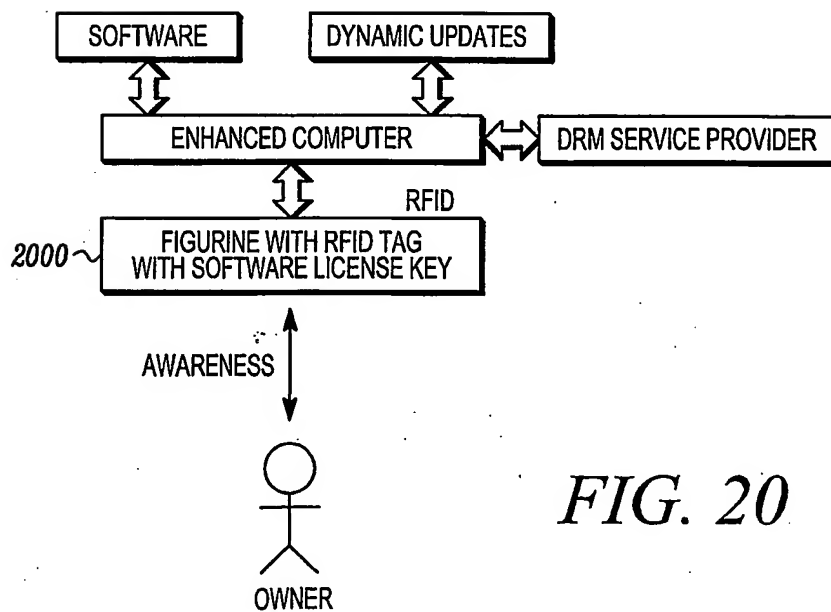 SOFTWARE
DYNAMIC UPDATES
ENHANCED COMPUTER
DRM SERVICE PROVIDER
RFID
2000
FIGURINE WITH RFID TAG
WITH SOFTWARE LICENSE KEY
AWARENESS
OWNER
FIG. 20